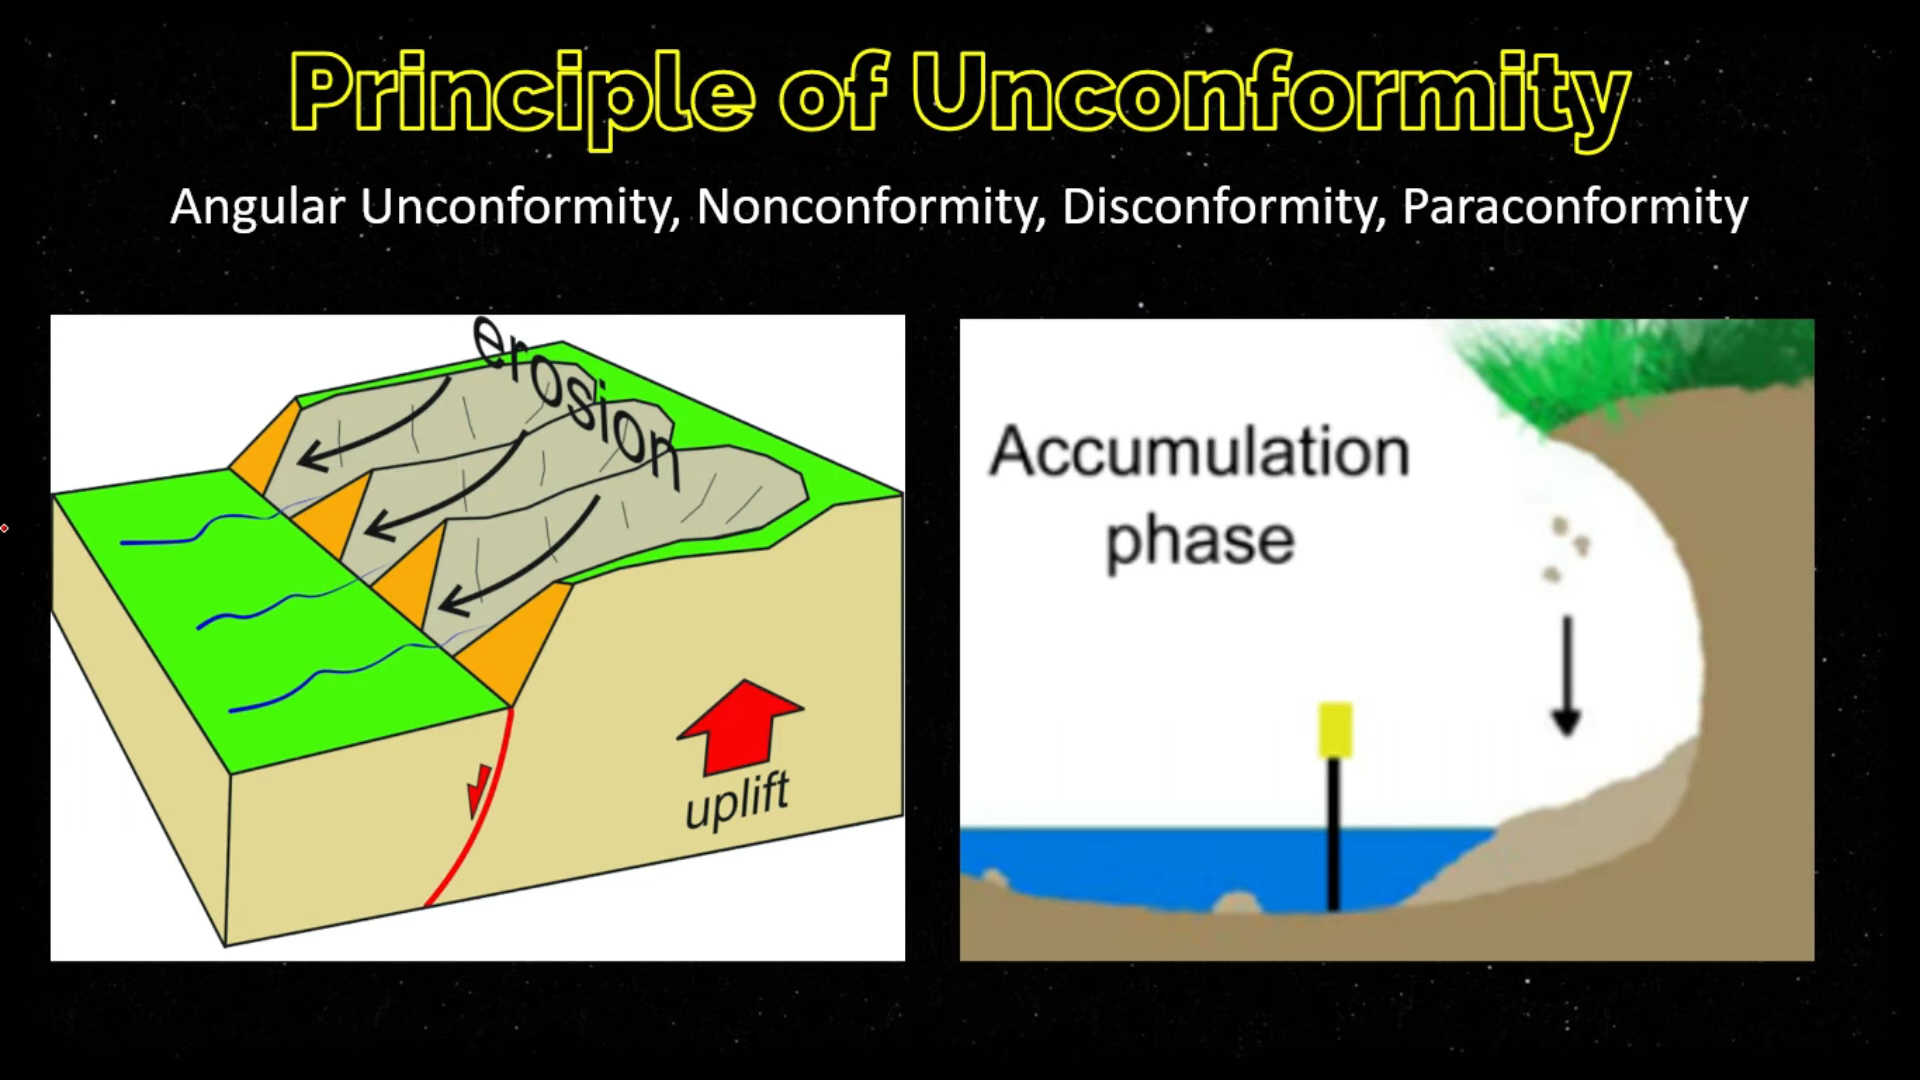 Principle of Unconformity
Angular Unconformity, Nonconformity, Disconformity, Paraconformity
erosion
uplift
Accumulation
phase